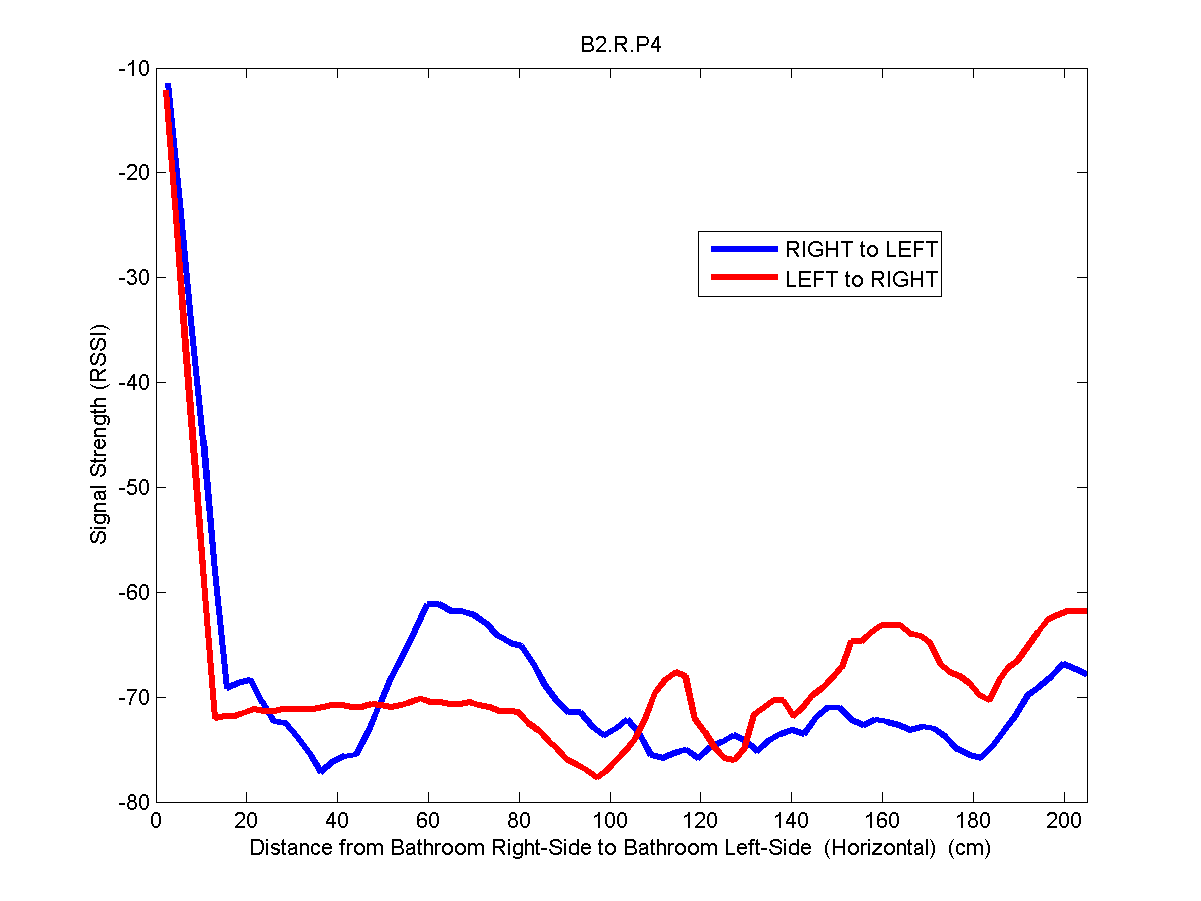 B2.R.P4
-10
-20
-30
-40
-50
-60
-70
-80
Signal Strength (RSSI)
RIGHT to LEFT
LEFT to RIGHT
0 20 40 60 80 100 120 140 160 180 200
Distance from Bathroom Right-Side to Bathroom Left-Side (Horizontal) (cm)